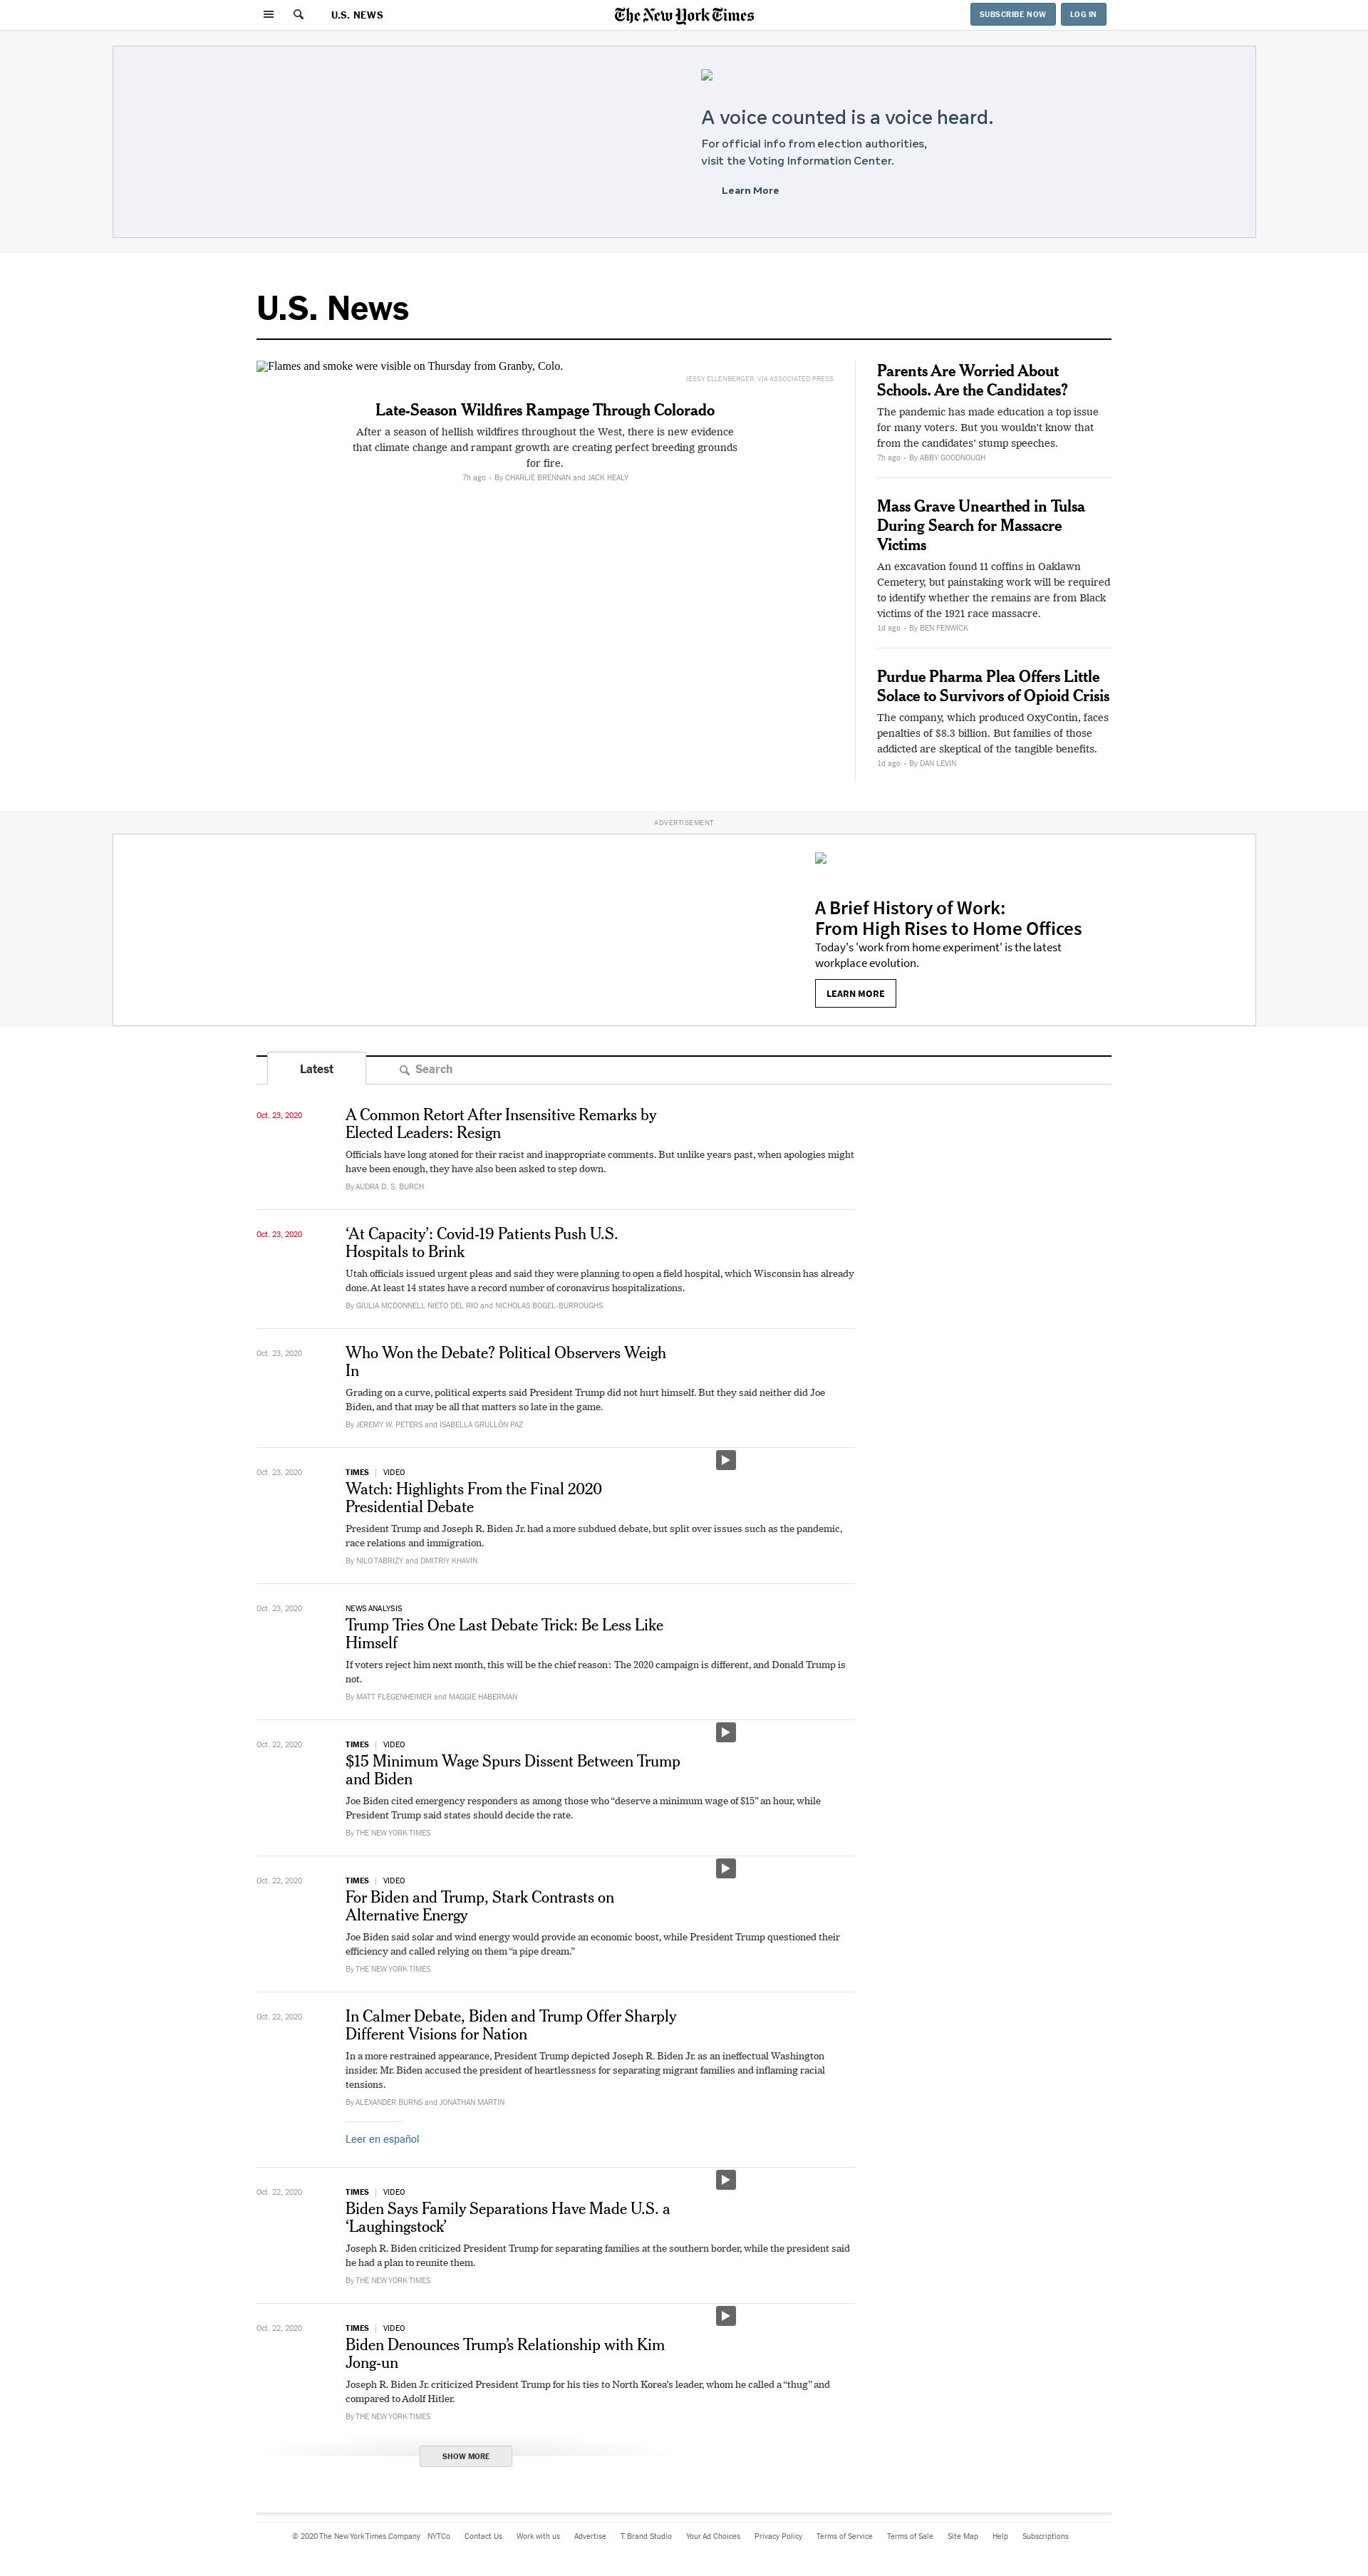 U.S. NEWS
The New York Times
SUBSCRIBE NOW
LOG IN
A voice counted is a voice heard.
For official info from election authorities,
visit the Voting Information Center.
Learn More
U.S. News
Flames and smoke were visible on Thursday from Granby, Colo.
JESSY ELLENBERGER, VIA ASSOCIATED PRESS
Late-Season Wildfires Rampage Through Colorado
After a season of hellish wildfires throughout the West, there is new evidence
that climate change and rampant growth are creating perfect breeding grounds
for fire.
7h ago • By CHARLIE BRENNAN and JACK HEALY
Parents Are Worried About
Schools. Are the Candidates?
The pandemic has made education a top issue
for many voters. But you wouldn’t know that
from the candidates’ stump speeches.
7h ago • By ABBY GOODNOUGH
Mass Grave Unearthed in Tulsa
During Search for Massacre
Victims
An excavation found 11 coffins in Oaklawn
Cemetery, but painstaking work will be required
to identify whether the remains are from Black
victims of the 1921 race massacre.
1d ago • By BEN FENWICK
Purdue Pharma Plea Offers Little
Solace to Survivors of Opioid Crisis
The company, which produced OxyContin, faces
penalties of $8.3 billion. But families of those
addicted are skeptical of the tangible benefits.
1d ago • By DAN LEVIN
ADVERTISEMENT
A Brief History of Work:
From High Rises to Home Offices
Today's 'work from home experiment' is the latest
workplace evolution.
LEARN MORE
Latest
Search
Oct. 23, 2020
A Common Retort After Insensitive Remarks by
Elected Leaders: Resign
Officials have long atoned for their racist and inappropriate comments. But unlike years past, when apologies might
have been enough, they have also been asked to step down.
By AUDRA D. S. BURCH
Oct. 23, 2020
‘At Capacity’: Covid-19 Patients Push U.S.
Hospitals to Brink
Utah officials issued urgent pleas and said they were planning to open a field hospital, which Wisconsin has already
done. At least 14 states have a record number of coronavirus hospitalizations.
By GIULIA MCDONNELL NIETO DEL RIO and NICHOLAS BOGEL-BURROUGHS
Oct. 23, 2020
Who Won the Debate? Political Observers Weigh
In
Grading on a curve, political experts said President Trump did not hurt himself. But they said neither did Joe
Biden, and that may be all that matters so late in the game.
By JEREMY W. PETERS and ISABELLA GRULLÓN PAZ
Oct. 23, 2020
TIMES | VIDEO
Watch: Highlights From the Final 2020
Presidential Debate
President Trump and Joseph R. Biden Jr. had a more subdued debate, but split over issues such as the pandemic,
race relations and immigration.
By NILO TABRIZY and DMITRIY KHAVIN
Oct. 23, 2020
NEWS ANALYSIS
Trump Tries One Last Debate Trick: Be Less Like
Himself
If voters reject him next month, this will be the chief reason: The 2020 campaign is different, and Donald Trump is
not.
By MATT FLEGENHEIMER and MAGGIE HABERMAN
Oct. 22, 2020
TIMES | VIDEO
$15 Minimum Wage Spurs Dissent Between Trump
and Biden
Joe Biden cited emergency responders as among those who “deserve a minimum wage of $15” an hour, while
President Trump said states should decide the rate.
By THE NEW YORK TIMES
Oct. 22, 2020
TIMES | VIDEO
For Biden and Trump, Stark Contrasts on
Alternative Energy
Joe Biden said solar and wind energy would provide an economic boost, while President Trump questioned their
efficiency and called relying on them “a pipe dream.”
By THE NEW YORK TIMES
Oct. 22, 2020
In Calmer Debate, Biden and Trump Offer Sharply
Different Visions for Nation
In a more restrained appearance, President Trump depicted Joseph R. Biden Jr. as an ineffectual Washington
insider. Mr. Biden accused the president of heartlessness for separating migrant families and inflaming racial
tensions.
By ALEXANDER BURNS and JONATHAN MARTIN
Leer en español
Oct. 22, 2020
TIMES | VIDEO
Biden Says Family Separations Have Made U.S. a
‘Laughingstock’
Joseph R. Biden criticized President Trump for separating families at the southern border, while the president said
he had a plan to reunite them.
By THE NEW YORK TIMES
Oct. 22, 2020
TIMES | VIDEO
Biden Denounces Trump’s Relationship with Kim
Jong-un
Joseph R. Biden Jr. criticized President Trump for his ties to North Korea’s leader, whom he called a “thug” and
compared to Adolf Hitler.
By THE NEW YORK TIMES
SHOW MORE
© 2020 The New York Times Company NYTCo Contact Us Work with us Advertise T Brand Studio Your Ad Choices Privacy Policy Terms of Service Terms of Sale Site Map Help Subscriptions